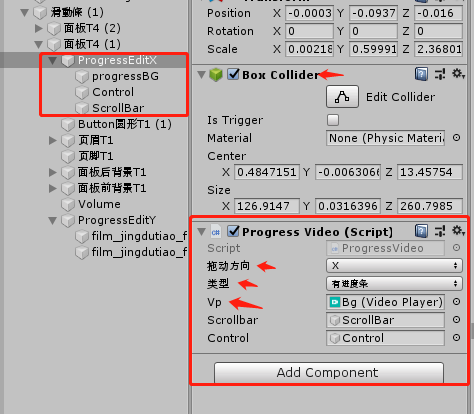 滑動條 (1)
面板T4 (2)
面板T4 (1)
ProgressEditX
progressBG
Control
ScrollBar
Button圆形T1 (1)
页眉T1
页脚T1
面板后背景T1
面板前背景T1
Volume
ProgressEditY
film_jingdutiao_f
film_jingdutiao_f
Position X -0.0003 Y -0.0937 Z -0.016
Rotation X 0 Y 0 Z 0
Scale X 0.00218 Y 0.59991 Z 2.36801
Box Collider
Edit Collider
Is Trigger
Material None (Physic Materia
Center
X 0.4847151 Y -0.0063066 Z 13.45754
Size
X 126.9147 Y 0.0316396 Z 260.7985
Progress Video (Script)
Script ProgressVideo
拖动方向 X
类型 有进度条
Vp Bg (Video Player)
Scrollbar ScrollBar
Control Control
Add Component